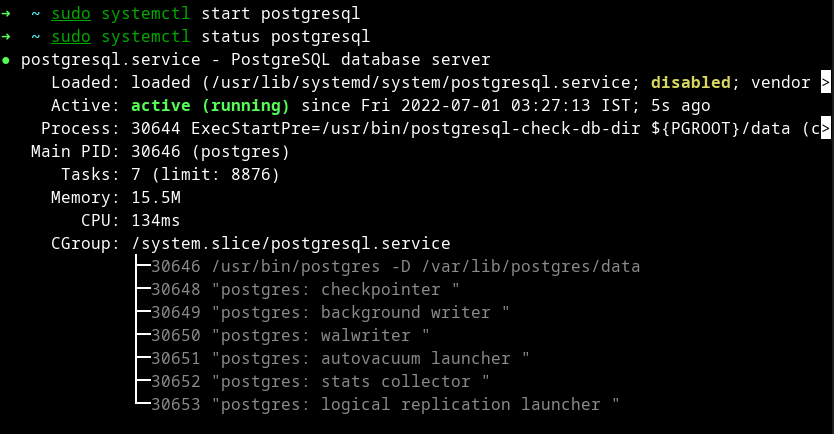 ➜  ~ sudo systemctl start postgresql
➜  ~ sudo systemctl status postgresql
● postgresql.service - PostgreSQL database server
     Loaded: loaded (/usr/lib/systemd/system/postgresql.service; disabled; vendor >
     Active: active (running) since Fri 2022-07-01 03:27:13 IST; 5s ago
    Process: 30644 ExecStartPre=/usr/bin/postgresql-check-db-dir ${PGROOT}/data (c>
   Main PID: 30646 (postgres)
      Tasks: 7 (limit: 8876)
     Memory: 15.5M
        CPU: 134ms
     CGroup: /system.slice/postgresql.service
             ├─30646 /usr/bin/postgres -D /var/lib/postgres/data
             ├─30648 "postgres: checkpointer "
             ├─30649 "postgres: background writer "
             ├─30650 "postgres: walwriter "
             ├─30651 "postgres: autovacuum launcher "
             ├─30652 "postgres: stats collector "
             └─30653 "postgres: logical replication launcher "